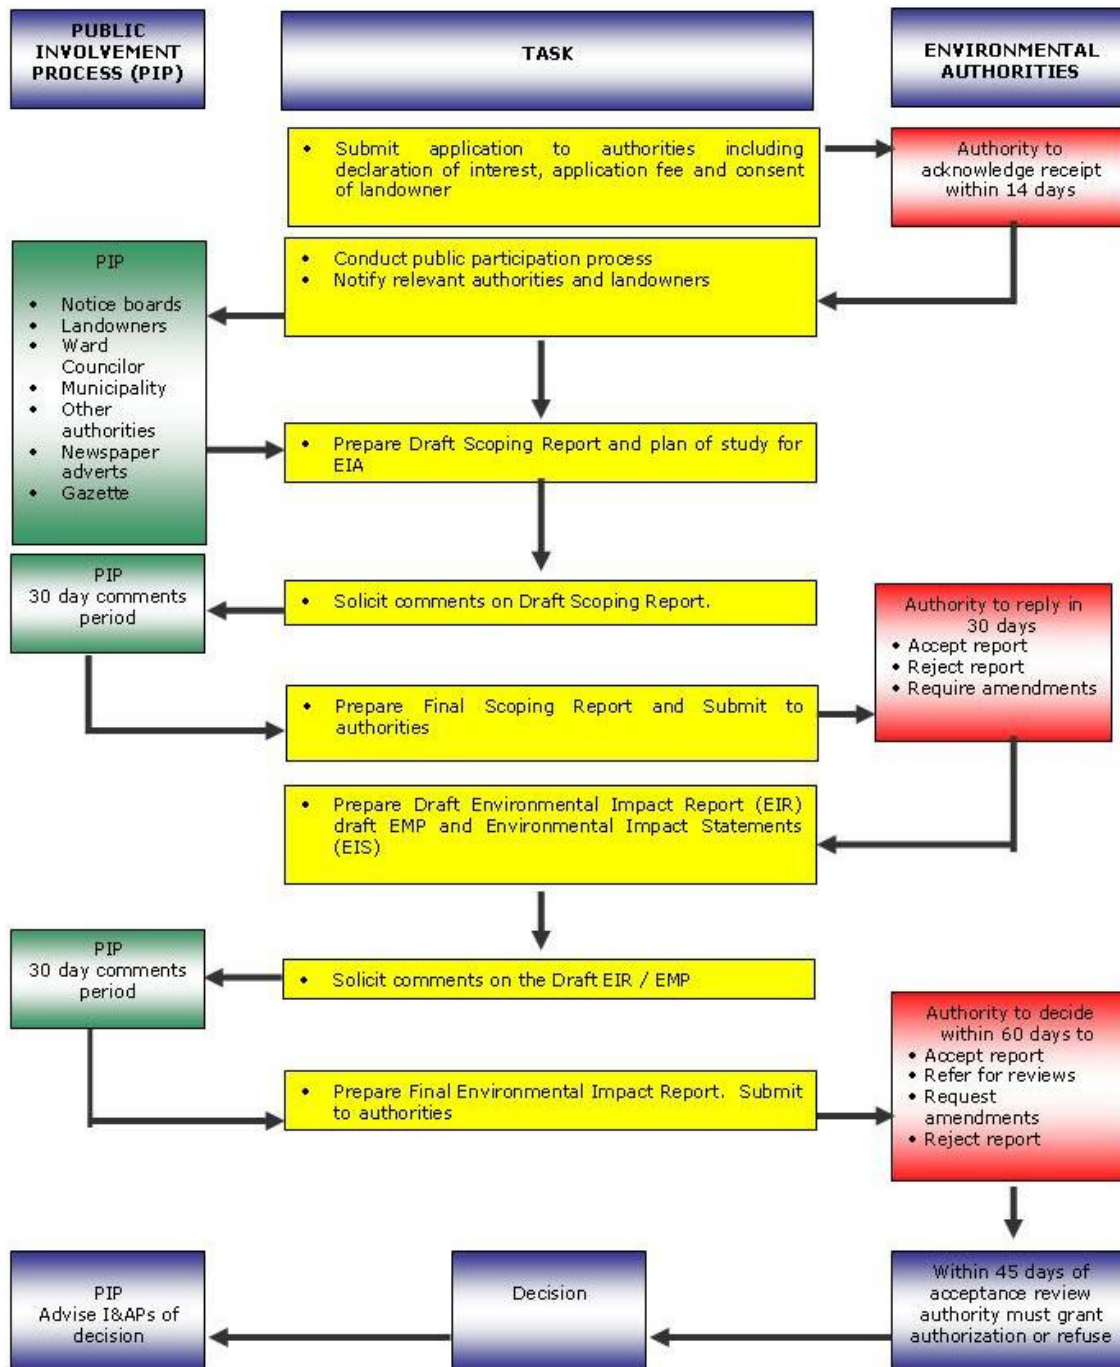 PUBLIC
INVOLVEMENT
PROCESS (PIP)
TASK
ENVIRONMENTAL
AUTHORITIES
• Submit application to authorities including
declaration of interest, application fee and consent
of landowner
Authority to
acknowledge receipt
within 14 days
PIP
• Notice boards
• Landowners
• Ward
Councilor
• Municipality
• Other
authorities
• Newspaper
adverts
• Gazette
• Conduct public participation process
• Notify relevant authorities and landowners
• Prepare Draft Scoping Report and plan of study for
EIA
PIP
30 day comments
period
• Solicit comments on Draft Scoping Report.
Authority to reply in
30 days
• Accept report
• Reject report
• Require amendments
• Prepare Final Scoping Report and Submit to
authorities
• Prepare Draft Environmental Impact Report (EIR)
draft EMP and Environmental Impact Statements
(EIS)
PIP
30 day comments
period
• Solicit comments on the Draft EIR / EMP
Authority to decide
within 60 days to
• Accept report
• Refer for reviews
• Request
amendments
• Reject report
• Prepare Final Environmental Impact Report. Submit
to authorities
PIP
Advise I&APs of
decision
Decision
Within 45 days of
acceptance review
authority must grant
authorization or refuse